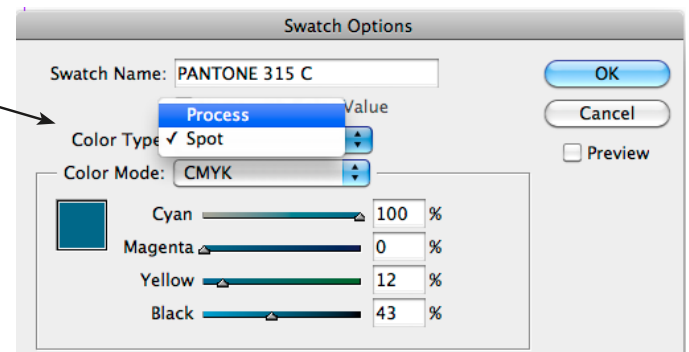 Swatch Options
Swatch Name: PANTONE 315 C
OK
Value
Process
Cancel
Color Type
✓ Spot
Preview
Color Mode: CMYK
Cyan 100 %
Magenta 0 %
Yellow 12 %
Black 43 %